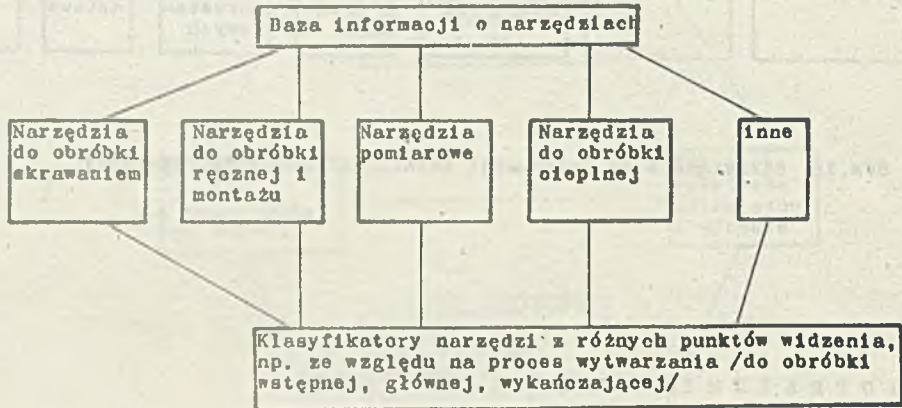 Baza informacji o narzędziach
Narzędzia
do obróbki
skrawaniem
Narzędzia
do obróbki
ręcznej i
montażu
Narzędzia
pomiarowe
Narzędzia
do obróbki
cieplnej
inne
Klasyfikatory narzędzi z różnych punktów widzenia,
np. ze względu na proces wytwarzania /do obróbki
wstępnej, głównej, wykańczającej/